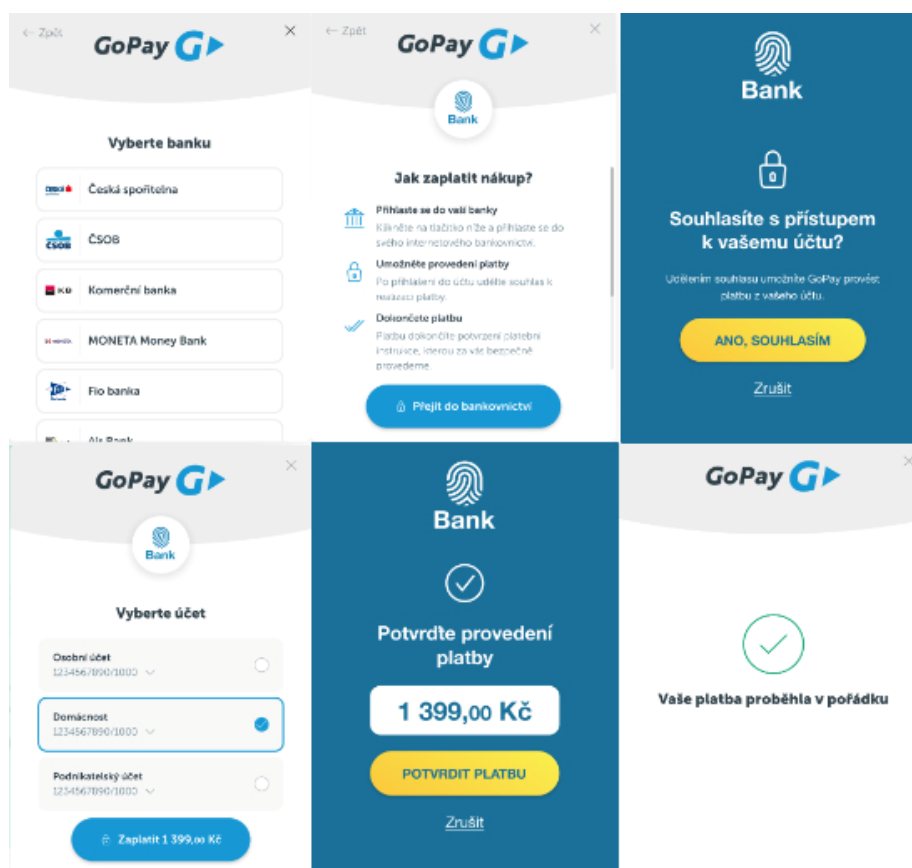 ← Zpět
GoPay
Vyberte banku
Česká spořitelna
ČSOB
ČSOB
KB
Komerční banka
MONETA Money Bank
Fio banka
Air Bank
← Zpět
GoPay
Bank
Jak zaplatit nákup?
Přihlaste se do vaší banky
Klikněte na tlačítko níže a přihlaste se do
svého internetového bankovnictví.
Umožněte provedení platby
Po přihlášení do účtu udělíte souhlas k
realizaci platby.
Dokončete platbu
Platbu dokončíte potvrzení platební
instrukce, kterou za vás bezpečně
provedeme.
Přejít do bankovnictví
Bank
Souhlasíte s přístupem
k vašemu účtu?
Udělením souhlasu umožníte GoPay provést
platbu z vašeho účtu.
ANO, SOUHLASÍM
Zrušit
GoPay
Bank
Vyberte účet
Osobní účet
1234567890/1000
Domácnost
1234567890/1000
Podnikatelský účet
1234567890/1000
Zaplatit 1 399,00 Kč
Bank
Potvrďte provedení
platby
1 399,00 Kč
POTVRDIT PLATBU
Zrušit
GoPay
Vaše platba proběhla v pořádku